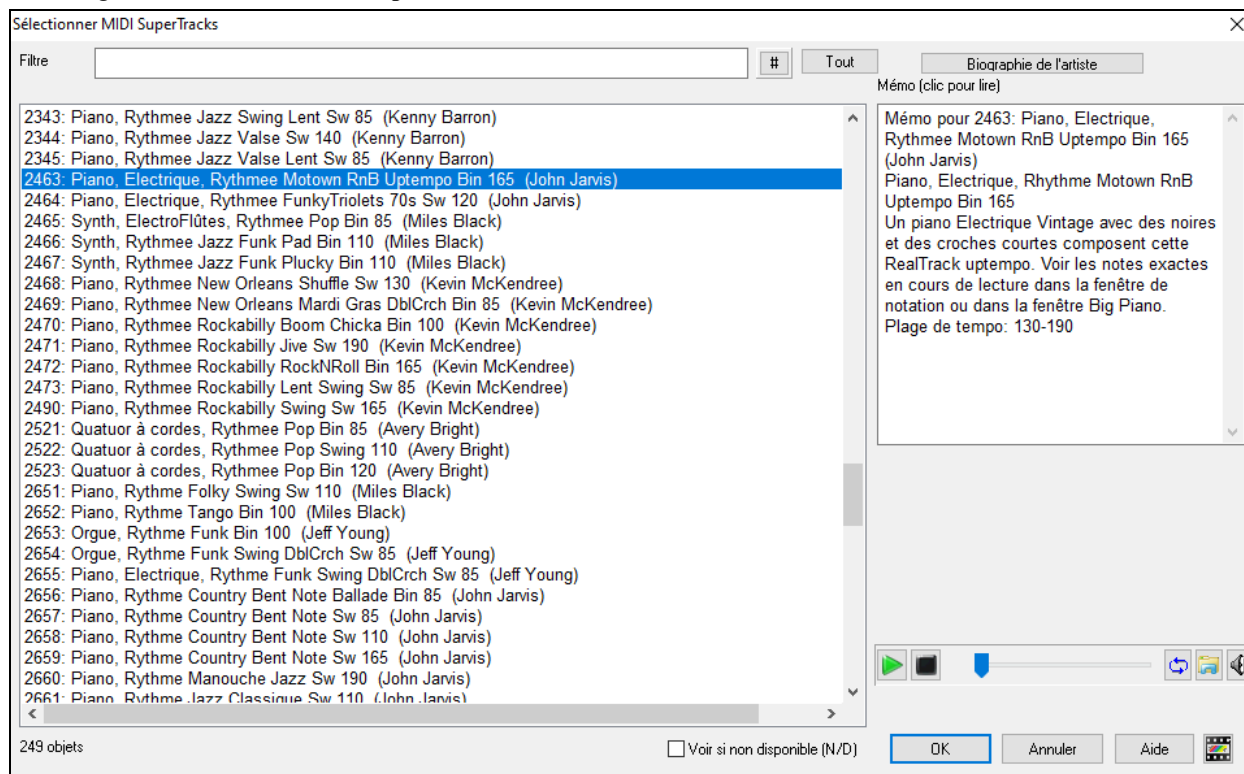 Sélectionner MIDI SuperTracks
Filtre
#
Tout
Biographie de l'artiste
Mémo (clic pour lire)
2343: Piano, Rythmee Jazz Swing Lent Sw 85 (Kenny Barron)
2344: Piano, Rythmee Jazz Valse Sw 140 (Kenny Barron)
2345: Piano, Rythmee Jazz Valse Lent Sw 85 (Kenny Barron)
2463: Piano, Electrique, Rythmee Motown RnB Uptempo Bin 165 (John Jarvis)
2464: Piano, Electrique, Rythmee FunkyTriolets 70s Sw 120 (John Jarvis)
2465: Synth, ElectroFlûtes, Rythmee Pop Bin 85 (Miles Black)
2466: Synth, Rythmee Jazz Funk Pad Bin 110 (Miles Black)
2467: Synth, Rythmee Jazz Funk Plucky Bin 110 (Miles Black)
2468: Piano, Rythmee New Orleans Shuffle Sw 130 (Kevin McKendree)
2469: Piano, Rythmee New Orleans Mardi Gras DblCrch Bin 85 (Kevin McKendree)
2470: Piano, Rythmee Rockabilly Boom Chicka Bin 100 (Kevin McKendree)
2471: Piano, Rythmee Rockabilly Jive Sw 190 (Kevin McKendree)
2472: Piano, Rythmee Rockabilly RockNRoll Bin 165 (Kevin McKendree)
2473: Piano, Rythmee Rockabilly Lent Swing Sw 85 (Kevin McKendree)
2490: Piano, Rythmee Rockabilly Swing Sw 165 (Kevin McKendree)
2521: Quatuor à cordes, Rythmee Pop Bin 85 (Avery Bright)
2522: Quatuor à cordes, Rythmee Pop Swing 110 (Avery Bright)
2523: Quatuor à cordes, Rythmee Pop Bin 120 (Avery Bright)
2651: Piano, Rythme Folky Swing Sw 110 (Miles Black)
2652: Piano, Rythme Tango Bin 100 (Miles Black)
2653: Orgue, Rythme Funk Bin 100 (Jeff Young)
2654: Orgue, Rythme Funk Swing DblCrch Sw 85 (Jeff Young)
2655: Piano, Electrique, Rythme Funk Swing DblCrch Sw 85 (Jeff Young)
2656: Piano, Rythme Country Bent Note Ballade Bin 85 (John Jarvis)
2657: Piano, Rythme Country Bent Note Sw 85 (John Jarvis)
2658: Piano, Rythme Country Bent Note Sw 110 (John Jarvis)
2659: Piano, Rythme Country Bent Note Sw 165 (John Jarvis)
2660: Piano, Rythme Manouche Jazz Sw 190 (John Jarvis)
2661: Piano, Rythme Jazz Classique Sw 110 (John Jarvis)
Mémo pour 2463: Piano, Electrique,
Rythmee Motown RnB Uptempo Bin 165
(John Jarvis)
Piano, Electrique, Rhythme Motown RnB
Uptempo Bin 165
Un piano Electrique Vintage avec des noires
et des croches courtes composent cette
RealTrack uptempo. Voir les notes exactes
en cours de lecture dans la fenêtre de
notation ou dans la fenêtre Big Piano.
Plage de tempo: 130-190
249 objets
Voir si non disponible (N/D)
OK
Annuler
Aide